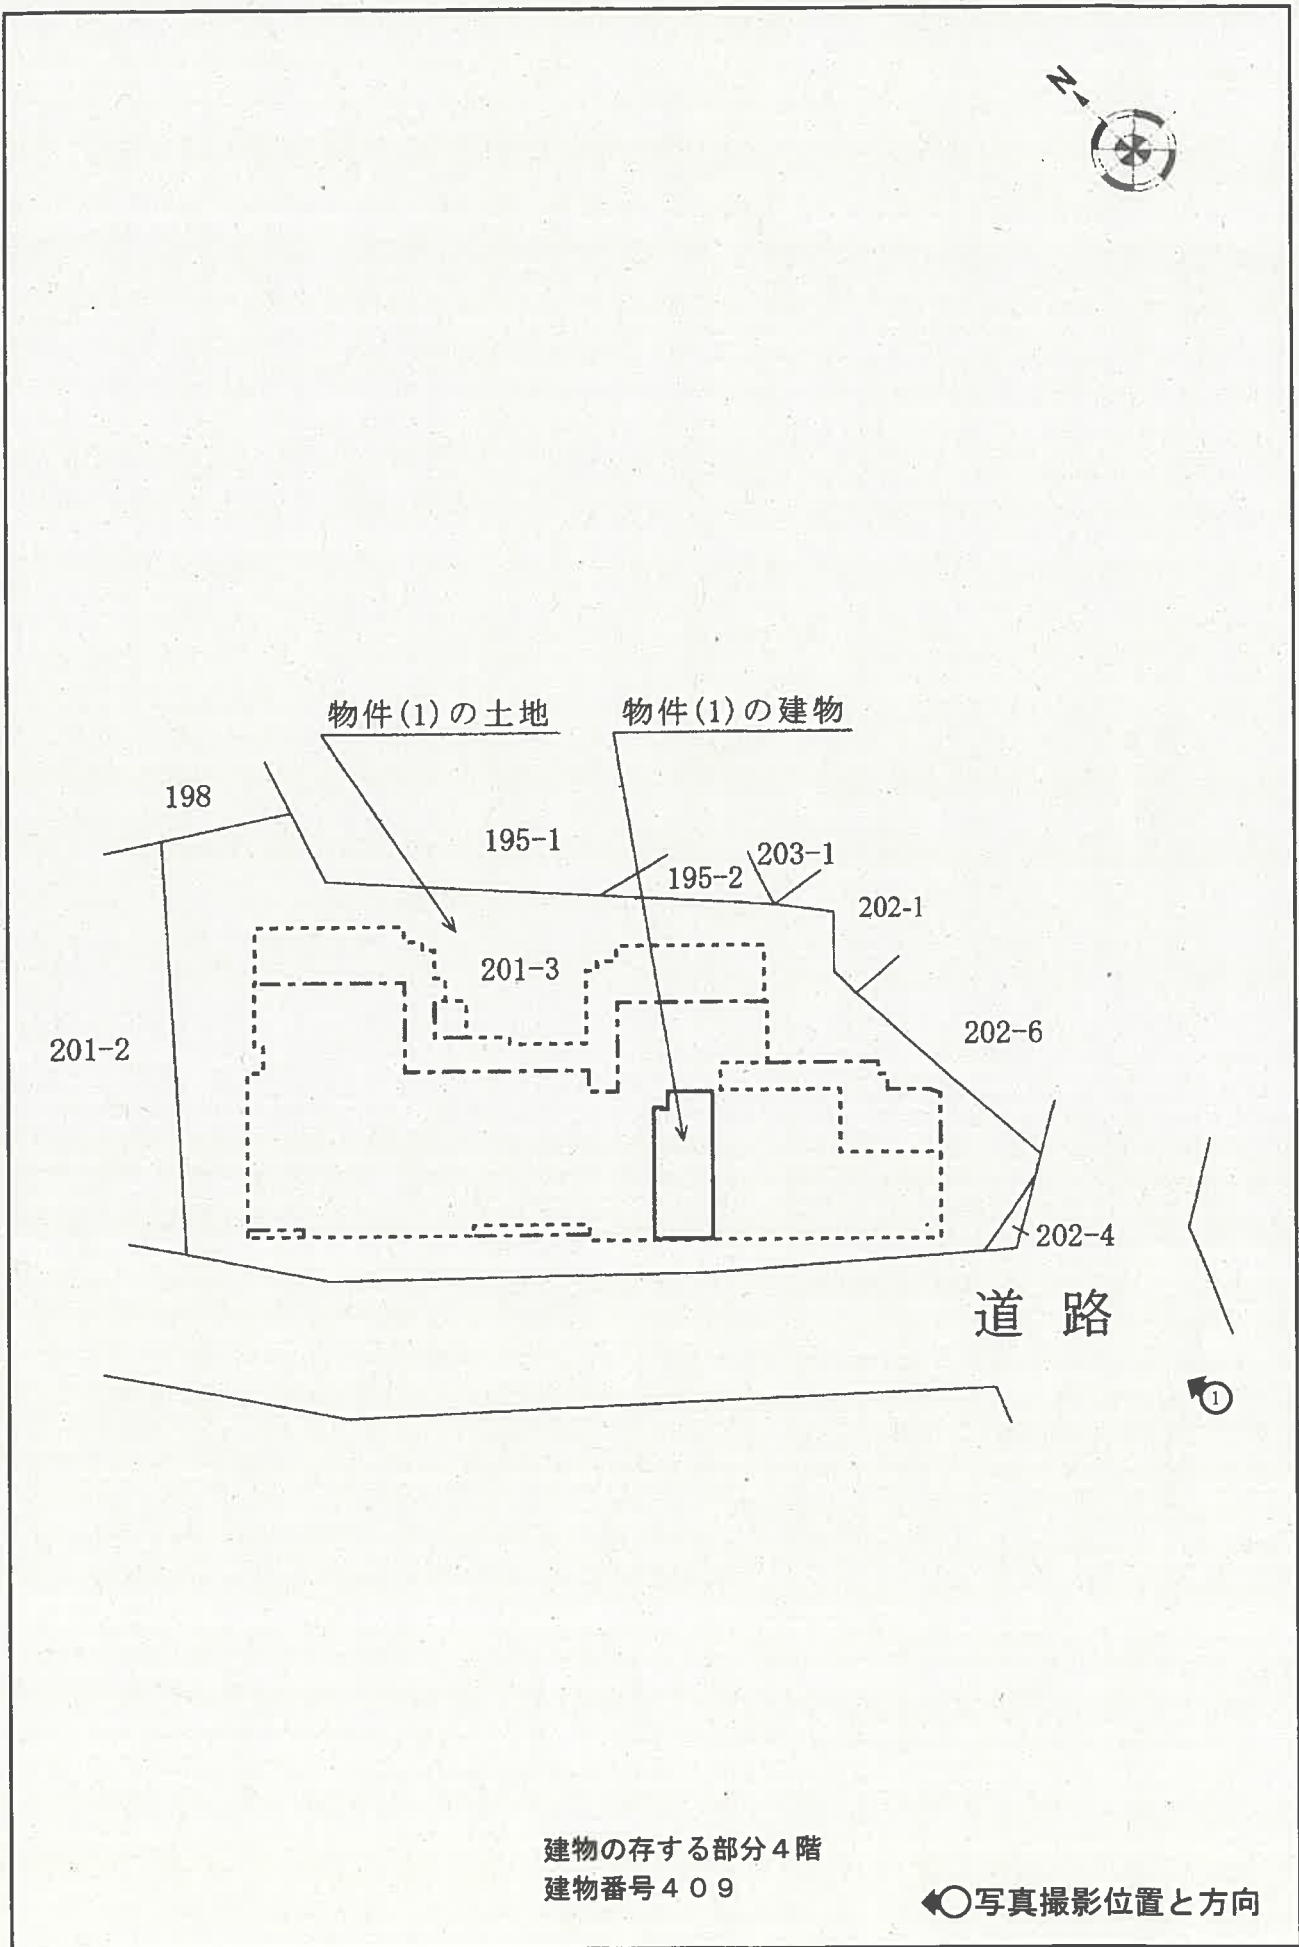 N
物件(1)の土地
物件(1)の建物
198
195-1
195-2
203-1
202-1
201-3
201-2
202-6
202-4
道 路
1
建物の存する部分4階
建物番号409
写真撮影位置と方向